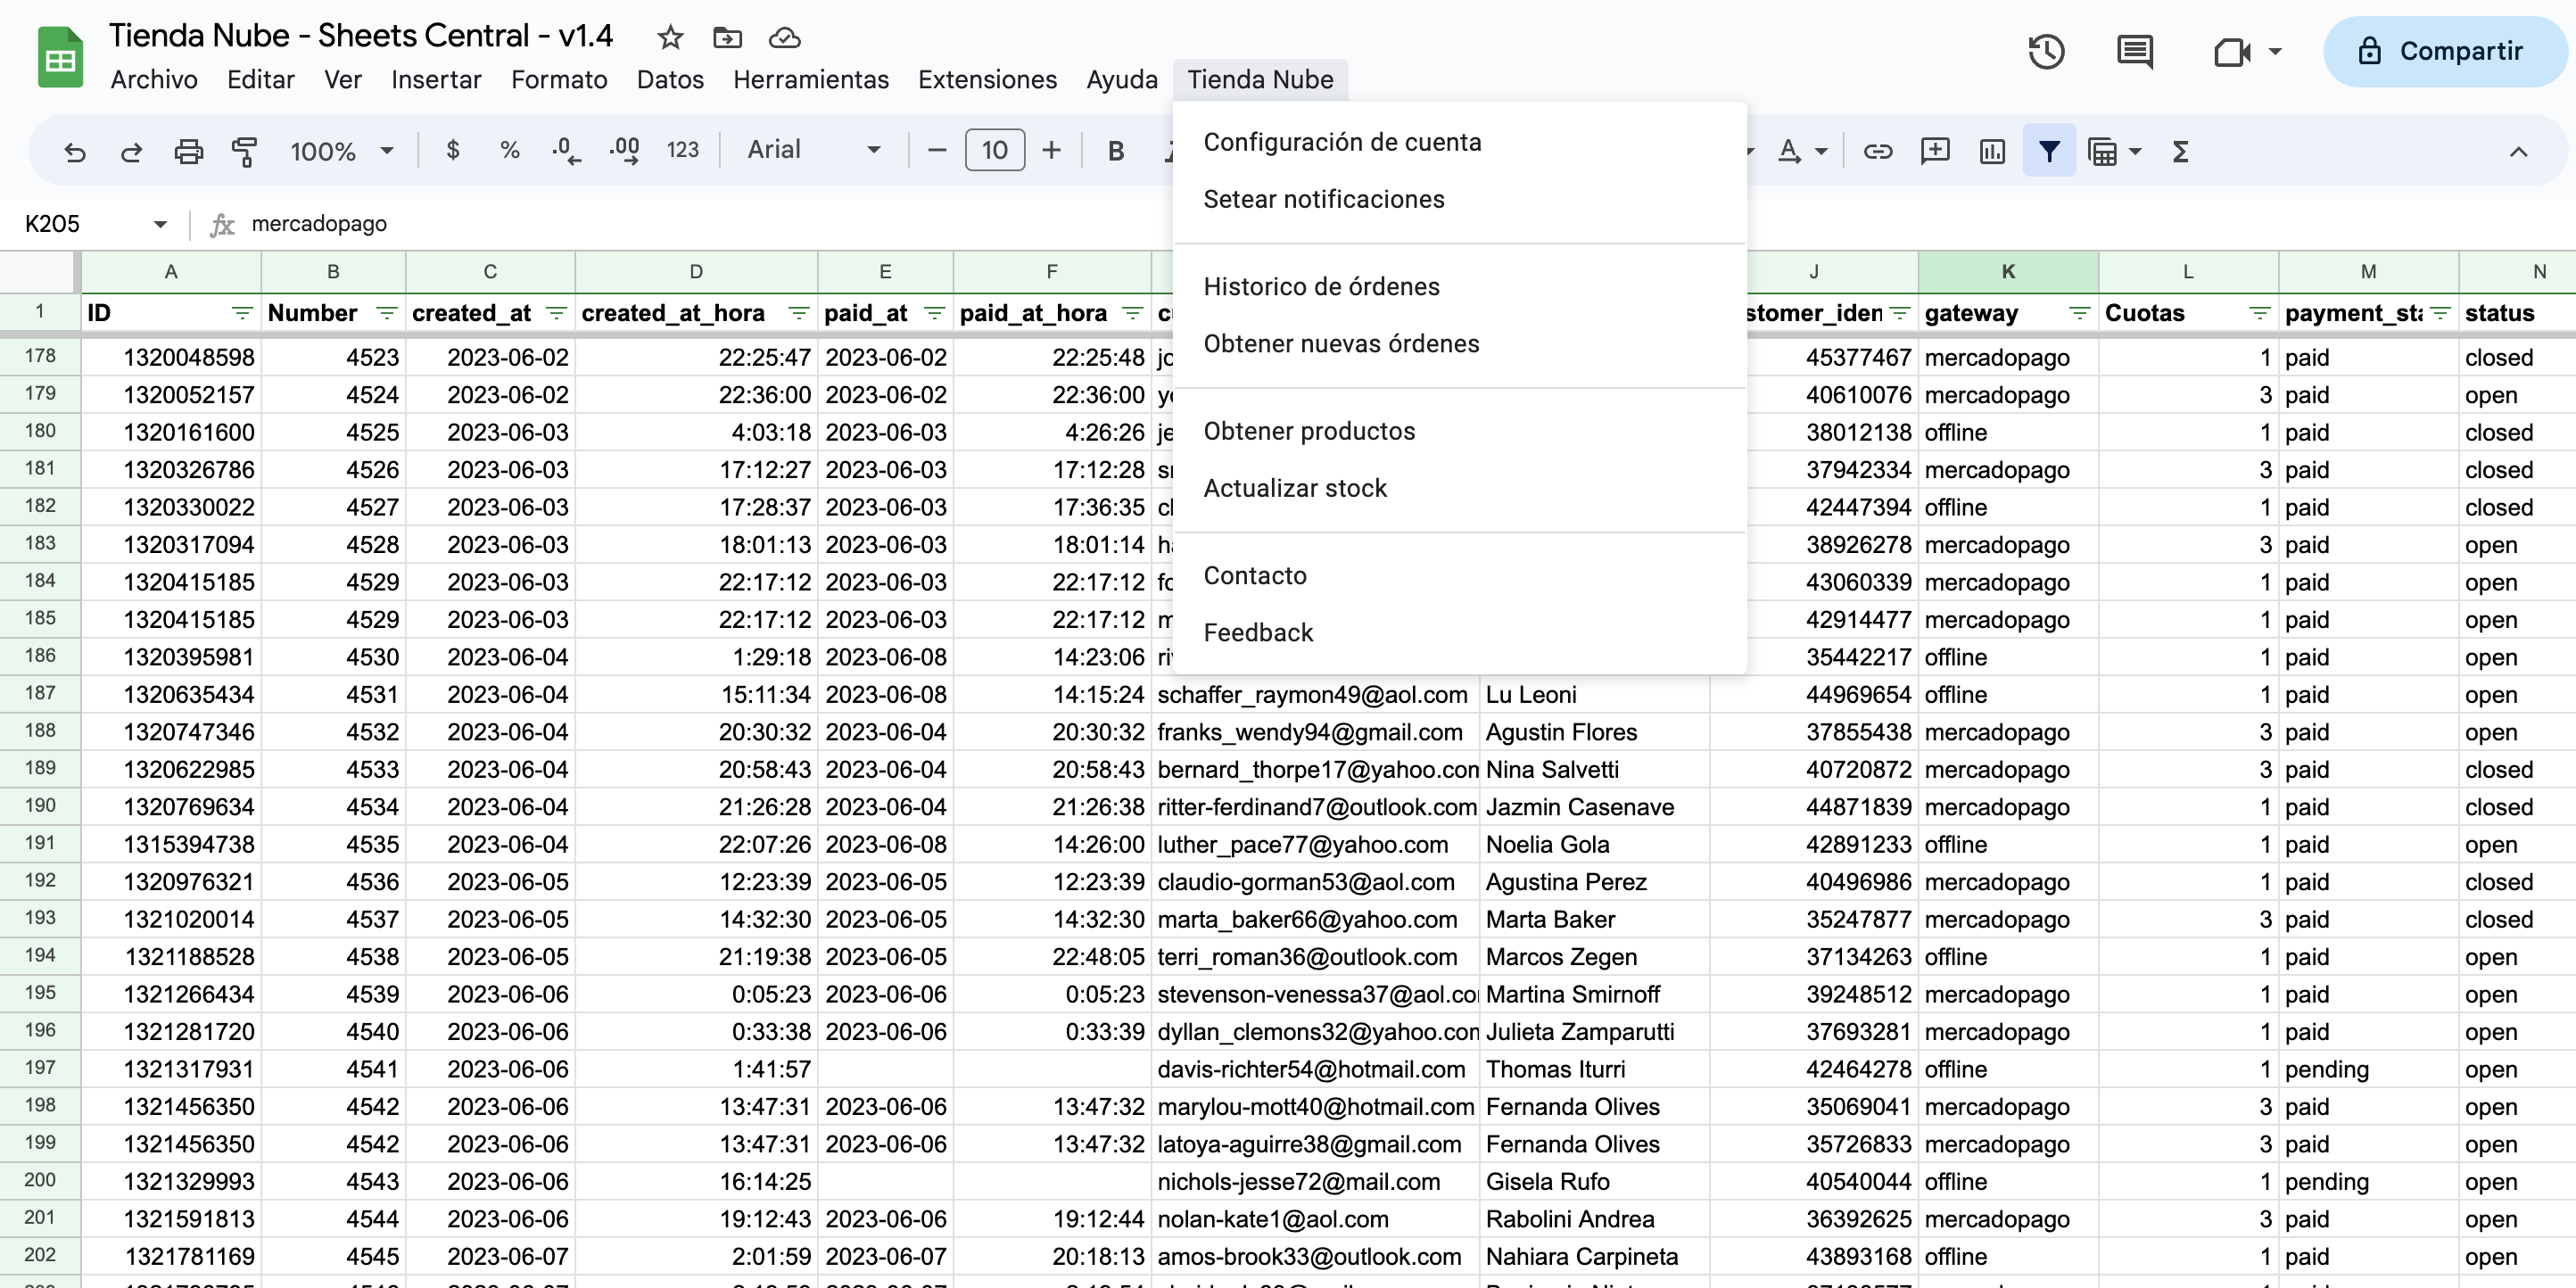 Tienda Nube - Sheets Central - v1.4
Archivo Editar Ver Insertar Formato Datos Herramientas Extensiones Ayuda Tienda Nube
Compartir
100% $ % .0 .00 123 Arial 10 B
K205 mercadopago
Configuración de cuenta
Setear notificaciones
Historico de órdenes
Obtener nuevas órdenes
Obtener productos
Actualizar stock
Contacto
Feedback
A B C D E F J K L M N
1 ID Number created_at created_at_hora paid_at paid_at_hora gateway Cuotas status
178 1320048598 4523 2023-06-02 22:25:47 2023-06-02 22:25:48 45377467 mercadopago 1 paid closed
179 1320052157 4524 2023-06-02 22:36:00 2023-06-02 22:36:00 40610076 mercadopago 3 paid open
180 1320161600 4525 2023-06-03 4:03:18 2023-06-03 4:26:26 38012138 offline 1 paid closed
181 1320326786 4526 2023-06-03 17:12:27 2023-06-03 17:12:28 37942334 mercadopago 3 paid closed
182 1320330022 4527 2023-06-03 17:28:37 2023-06-03 17:36:35 42447394 offline 1 paid closed
183 1320317094 4528 2023-06-03 18:01:13 2023-06-03 18:01:14 38926278 mercadopago 3 paid open
184 1320415185 4529 2023-06-03 22:17:12 2023-06-03 22:17:12 43060339 mercadopago 1 paid open
185 1320415185 4529 2023-06-03 22:17:12 2023-06-03 22:17:12 42914477 mercadopago 1 paid open
186 1320395981 4530 2023-06-04 1:29:18 2023-06-08 14:23:06 35442217 offline 1 paid open
187 1320635434 4531 2023-06-04 15:11:34 2023-06-08 14:15:24 schaffer_raymon49@aol.com Lu Leoni 44969654 offline 1 paid open
188 1320747346 4532 2023-06-04 20:30:32 2023-06-04 20:30:32 franks_wendy94@gmail.com Agustin Flores 37855438 mercadopago 3 paid open
189 1320622985 4533 2023-06-04 20:58:43 2023-06-04 20:58:43 bernard_thorpe17@yahoo.com Nina Salvetti 40720872 mercadopago 3 paid closed
190 1320769634 4534 2023-06-04 21:26:28 2023-06-04 21:26:38 ritter-ferdinand7@outlook.com Jazmin Casenave 44871839 mercadopago 1 paid closed
191 1315394738 4535 2023-06-04 22:07:26 2023-06-08 14:26:00 luther_pace77@yahoo.com Noelia Gola 42891233 offline 1 paid open
192 1320976321 4536 2023-06-05 12:23:39 2023-06-05 12:23:39 claudio-gorman53@aol.com Agustina Perez 40496986 mercadopago 1 paid closed
193 1321020014 4537 2023-06-05 14:32:30 2023-06-05 14:32:30 marta_baker66@yahoo.com Marta Baker 35247877 mercadopago 3 paid closed
194 1321188528 4538 2023-06-05 21:19:38 2023-06-05 22:48:05 terri_roman36@outlook.com Marcos Zegen 37134263 offline 1 paid open
195 1321266434 4539 2023-06-06 0:05:23 2023-06-06 0:05:23 stevenson-venessa37@aol.co Martina Smirnoff 39248512 mercadopago 1 paid open
196 1321281720 4540 2023-06-06 0:33:38 2023-06-06 0:33:39 dyllan_clemons32@yahoo.com Julieta Zamparutti 37693281 mercadopago 1 paid open
197 1321317931 4541 2023-06-06 1:41:57 davis-richter54@hotmail.com Thomas Iturri 42464278 offline 1 pending open
198 1321456350 4542 2023-06-06 13:47:31 2023-06-06 13:47:32 marylou-mott40@hotmail.com Fernanda Olives 35069041 mercadopago 3 paid open
199 1321456350 4542 2023-06-06 13:47:31 2023-06-06 13:47:32 latoya-aguirre38@gmail.com Fernanda Olives 35726833 mercadopago 3 paid open
200 1321329993 4543 2023-06-06 16:14:25 nichols-jesse72@mail.com Gisela Rufo 40540044 offline 1 pending open
201 1321591813 4544 2023-06-06 19:12:43 2023-06-06 19:12:44 nolan-kate1@aol.com Rabolini Andrea 36392625 mercadopago 3 paid open
202 1321781169 4545 2023-06-07 2:01:59 2023-06-07 20:18:13 amos-brook33@outlook.com Nahiara Carpineta 43893168 offline 1 paid open